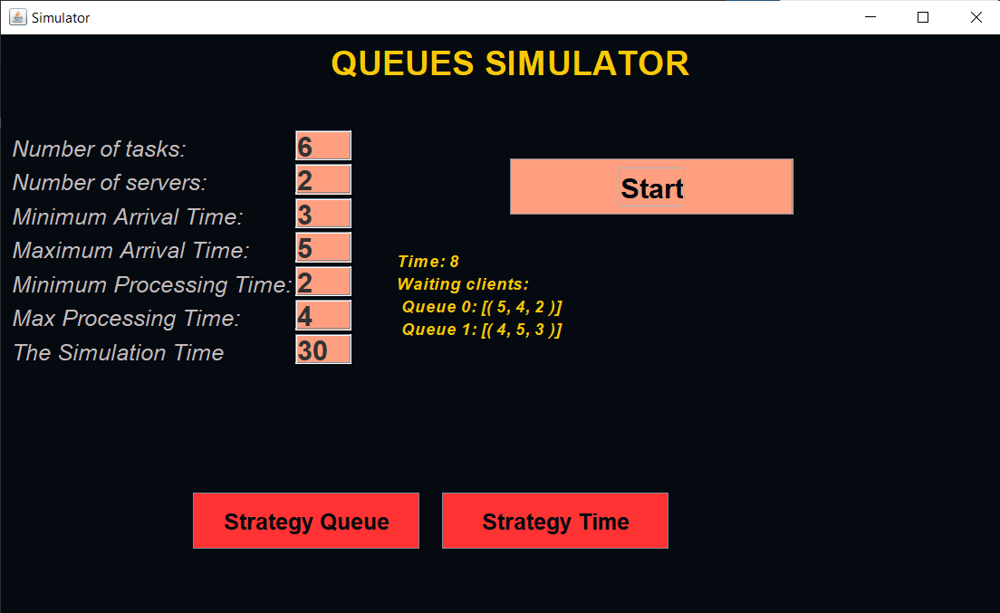 Simulator
QUEUES SIMULATOR
Number of tasks: 6
Number of servers: 2
Minimum Arrival Time: 3
Maximum Arrival Time: 5
Minimum Processing Time: 2
Max Processing Time: 4
The Simulation Time 30
Start
Time: 8
Waiting clients:
Queue 0: [( 5, 4, 2 )]
Queue 1: [( 4, 5, 3 )]
Strategy Queue
Strategy Time